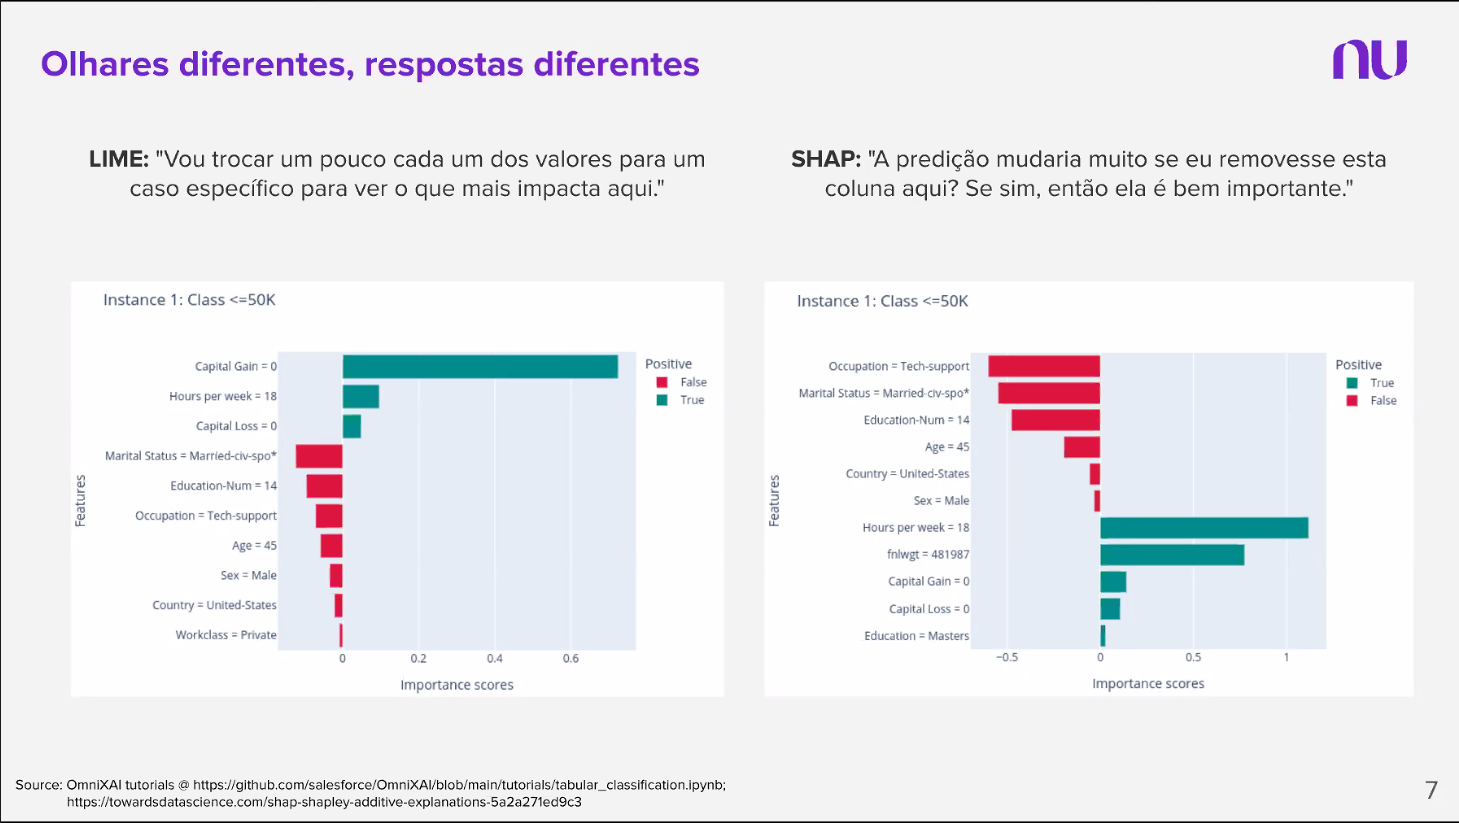 Olhares diferentes, respostas diferentes
nu
LIME: "Vou trocar um pouco cada um dos valores para um
caso específico para ver o que mais impacta aqui."
SHAP: "A predição mudaria muito se eu removesse esta
coluna aqui? Se sim, então ela é bem importante."
Instance 1: Class <=50K
Features
Capital Gain = 0
Hours per week = 18
Capital Loss = 0
Marital Status = Married-civ-spo*
Education-Num = 14
Occupation = Tech-support
Age = 45
Sex = Male
Country = United-States
Workclass = Private
0 0.2 0.4 0.6
Importance scores
Positive
False
True
Instance 1: Class <=50K
Features
Occupation = Tech-support
Marital Status = Married-civ-spo*
Education-Num = 14
Age = 45
Country = United-States
Sex = Male
Hours per week = 18
fnlwgt = 481987
Capital Gain = 0
Capital Loss = 0
Education = Masters
−0.5 0 0.5 1
Importance scores
Positive
True
False
Source: OmniXAI tutorials @ https://github.com/salesforce/OmniXAI/blob/main/tutorials/tabular_classification.ipynb;
https://towardsdatascience.com/shap-shapley-additive-explanations-5a2a271ed9c3
7